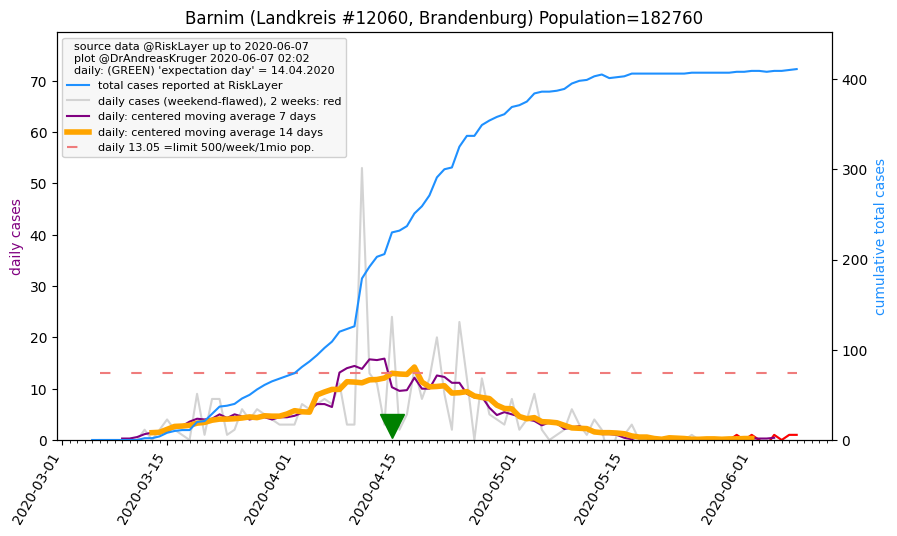 Barnim (Landkreis #12060, Brandenburg) Population=182760
source data @RiskLayer up to 2020-06-07
plot @DrAndreasKruger 2020-06-07 02:02
daily: (GREEN) 'expectation day' = 14.04.2020
total cases reported at RiskLayer
daily cases (weekend-flawed), 2 weeks: red
daily: centered moving average 7 days
daily: centered moving average 14 days
daily 13.05 =limit 500/week/1mio pop.
daily cases
70
60
50
40
30
20
10
0
400
300
200
100
0
cumulative total cases
2020-03-01
2020-03-15
2020-04-01
2020-04-15
2020-05-01
2020-05-15
2020-06-01